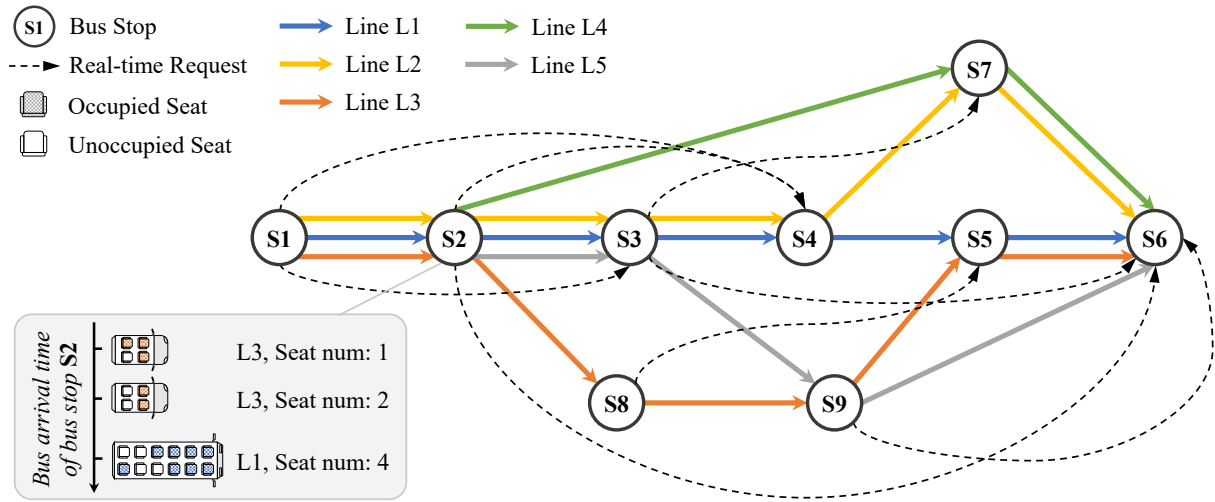 S1 Bus Stop
Real-time Request
Occupied Seat
Unoccupied Seat
Line L1
Line L2
Line L3
Line L4
Line L5
S7
S1
S2
S3
S4
S5
S6
S8
S9
Bus arrival time
of bus stop S2
L3, Seat num: 1
L3, Seat num: 2
L1, Seat num: 4